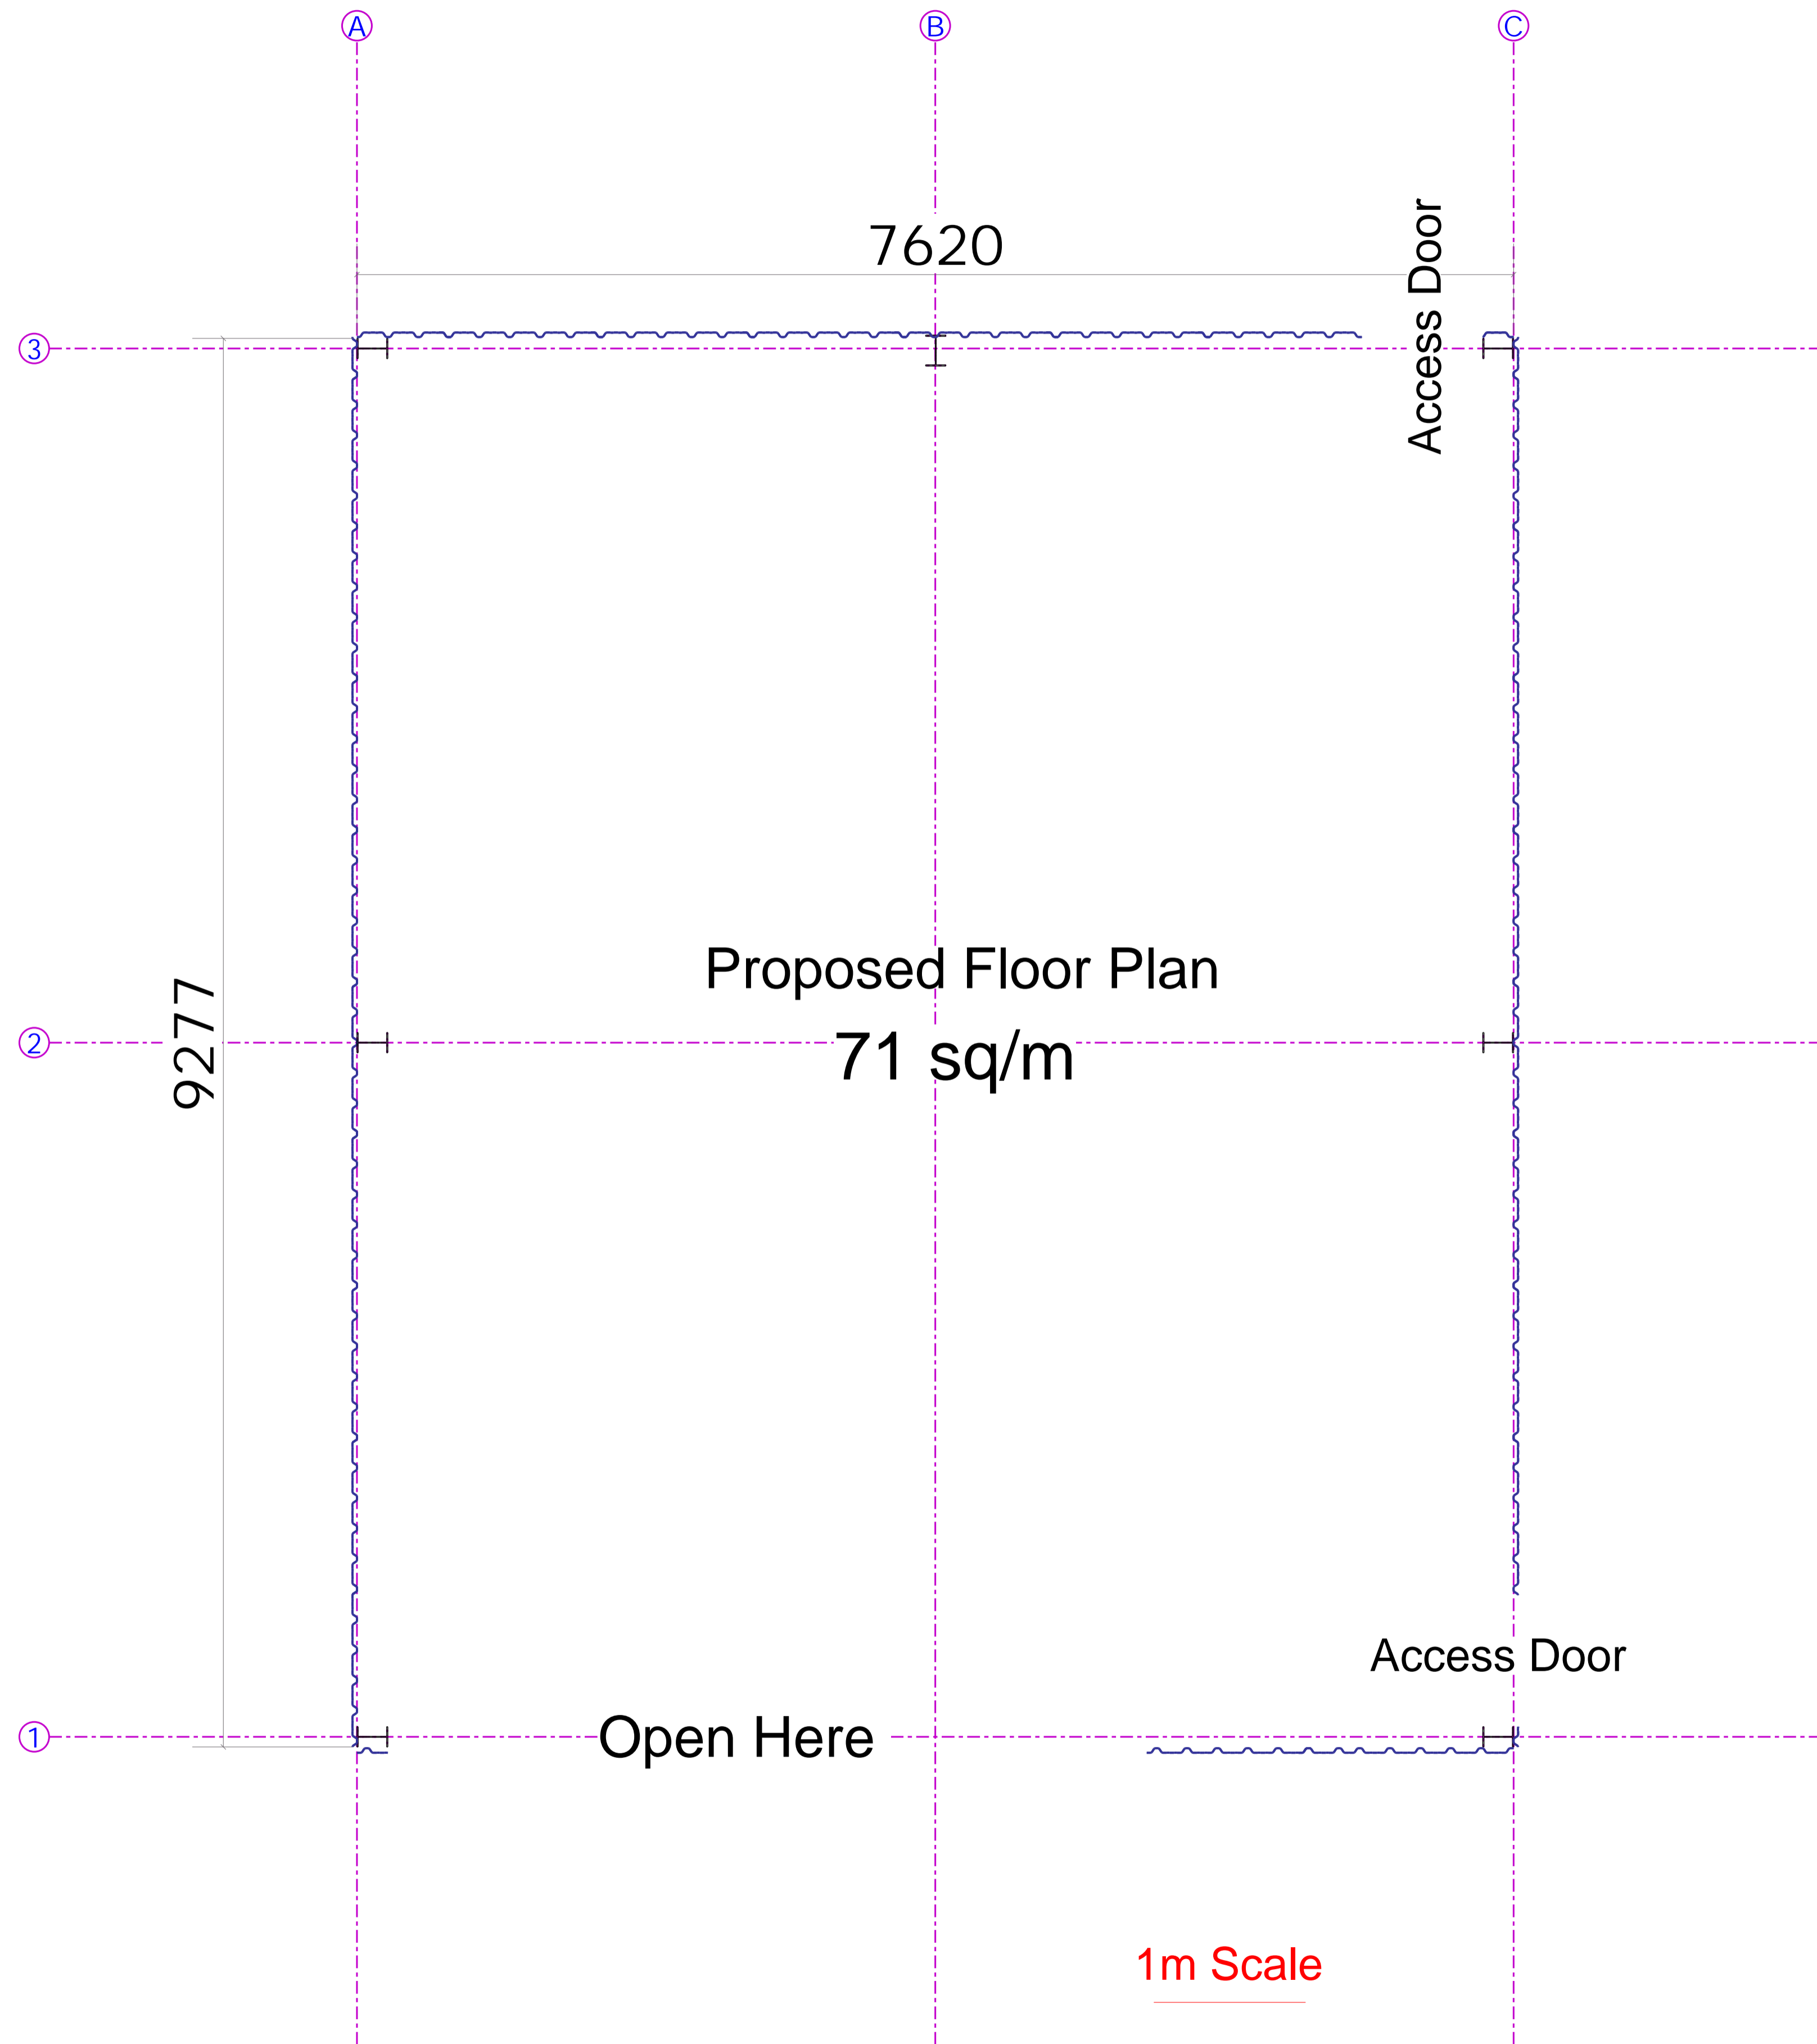 A
B
C
7620
Access Door
3
Proposed Floor Plan
71 sq/m
9277
2
Access Door
Open Here
1
1m Scale